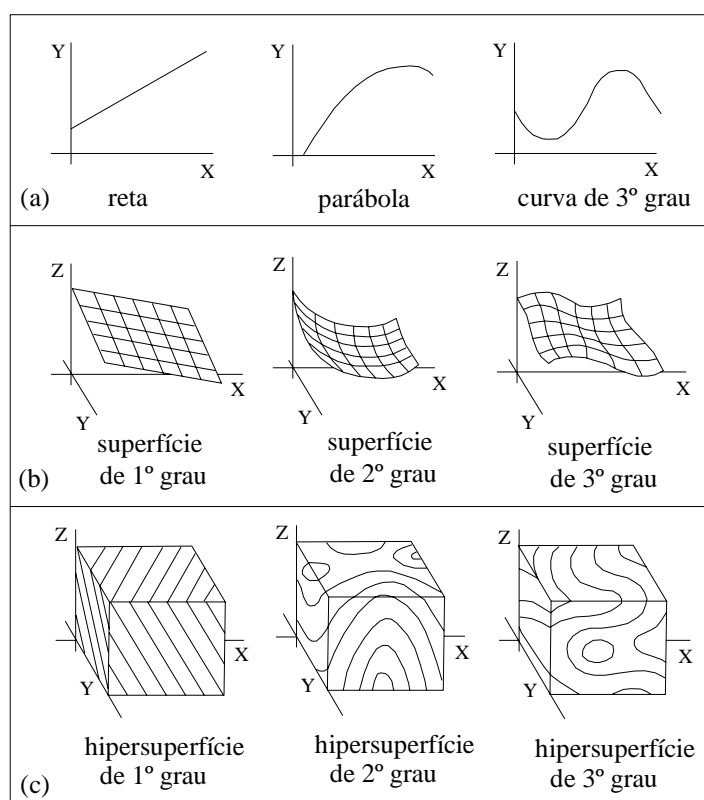 Y
Y
Y
X
X
X
(a) reta parábola curva de 3º grau
Z
Z
Z
X
X
X
Y
Y
Y
superfície
de 1º grau
superfície
de 2º grau
superfície
de 3º grau
(b)
Z
Z
Z
X
X
X
Y
Y
Y
hipersuperfície
de 1º grau
hipersuperfície
de 2º grau
hipersuperfície
de 3º grau
(c)